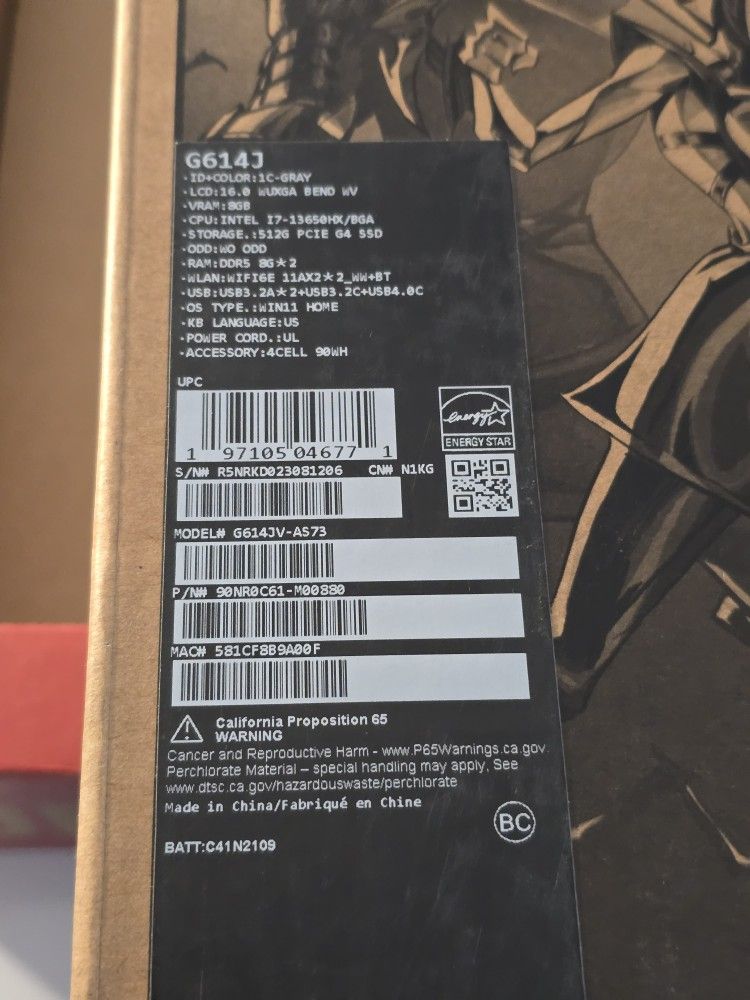 G614J
·ID+COLOR:1C-GRAY
·LCD:16.0 WUXGA BEND WV
·VRAM:8GB
·CPU:INTEL I7-13650HX/BGA
·STORAGE.:512G PCIE G4 SSD
·ODD:WO ODD
·RAM:DDR5 8G*2
·WLAN:WIFI6E 11AX2*2_WW+BT
·USB:USB3.2A*2+USB3.2C+USB4.0C
·OS TYPE.:WIN11 HOME
·KB LANGUAGE:US
·POWER CORD.:UL
·ACCESSORY:4CELL 90WH
UPC
1 97105 04677 1
energy
ENERGY STAR
S/N# R5NRKD023081206 CN# N1KG
MODEL# G614JV-AS73
P/N# 90NR0C61-M00880
MAC# 581CF8B9A00F
California Proposition 65
WARNING
Cancer and Reproductive Harm - www.P65Warnings.ca.gov.
Perchlorate Material – special handling may apply, See
www.dtsc.ca.gov/hazardouswaste/perchlorate
Made in China/Fabriqué en Chine
BC
BATT:C41N2109